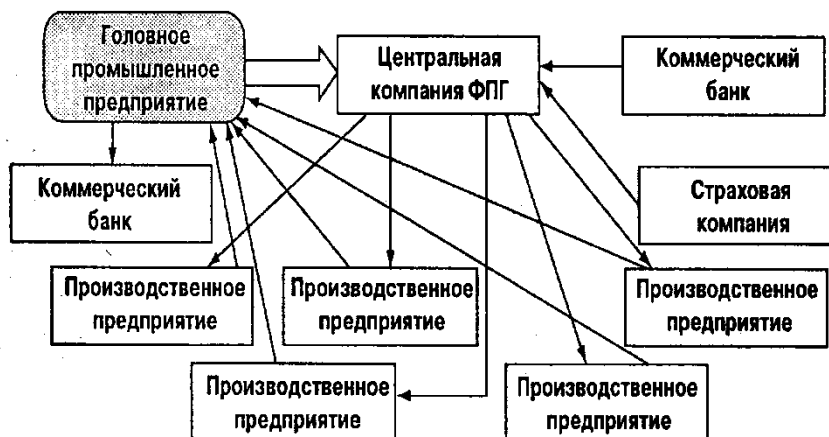 Головное
промышленное
предприятие
Центральная
компания ФПГ
Коммерческий
банк
Коммерческий
банк
Страховая
компания
Производственное
предприятие
Производственное
предприятие
Производственное
предприятие
Производственное
предприятие
Производственное
предприятие